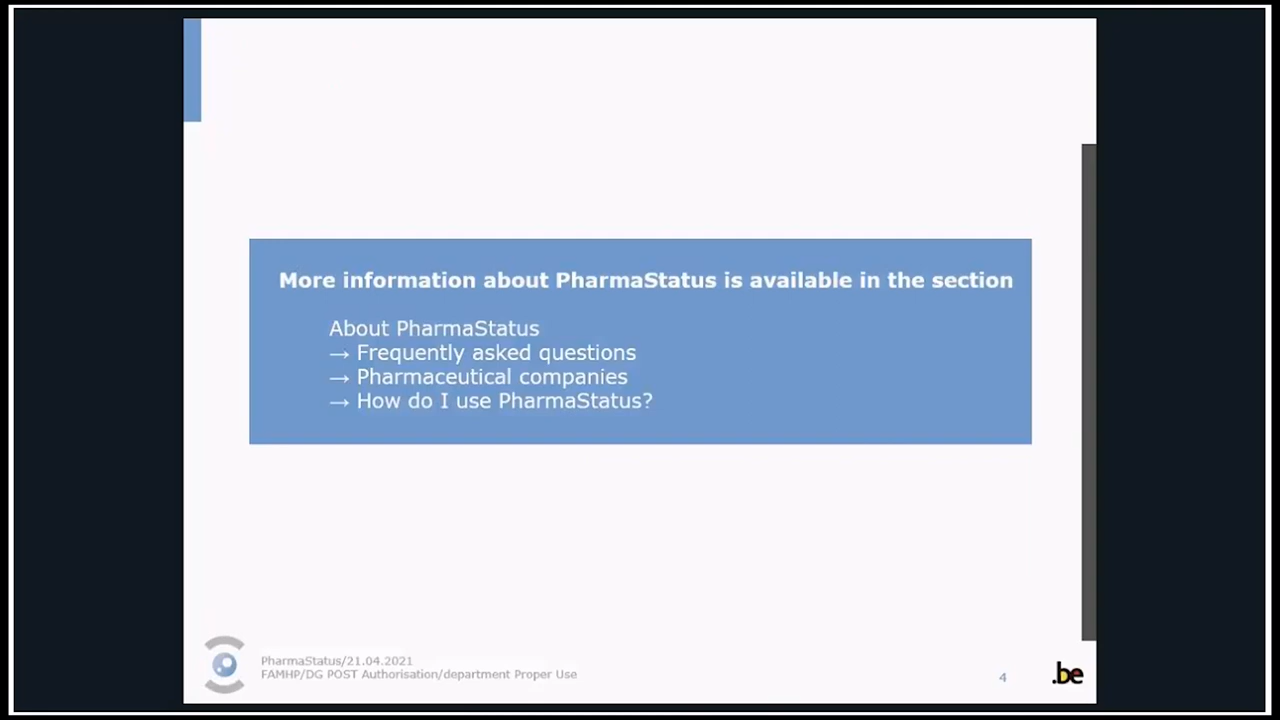 More information about PharmaStatus is available in the section
About PharmaStatus
→ Frequently asked questions
→ Pharmaceutical companies
→ How do I use PharmaStatus?
PharmaStatus/21.04.2021
FAMHP/DG POST Authorisation/department Proper Use
4
.be